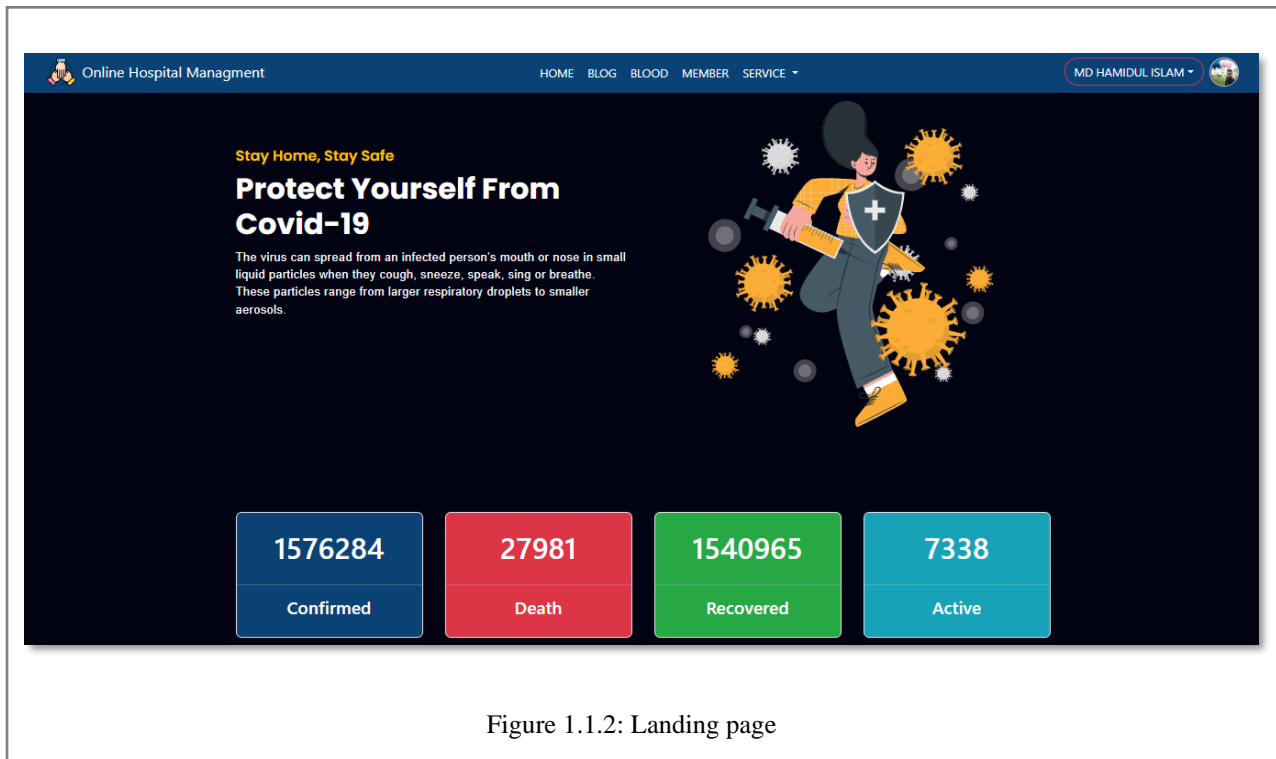 Online Hospital Managment
HOME BLOG BLOOD MEMBER SERVICE
MD HAMIDUL ISLAM
Stay Home, Stay Safe
Protect Yourself From
Covid-19
The virus can spread from an infected person's mouth or nose in small
liquid particles when they cough, sneeze, speak, sing or breathe.
These particles range from larger respiratory droplets to smaller
aerosols.
1576284
Confirmed
27981
Death
1540965
Recovered
7338
Active
Figure 1.1.2: Landing page